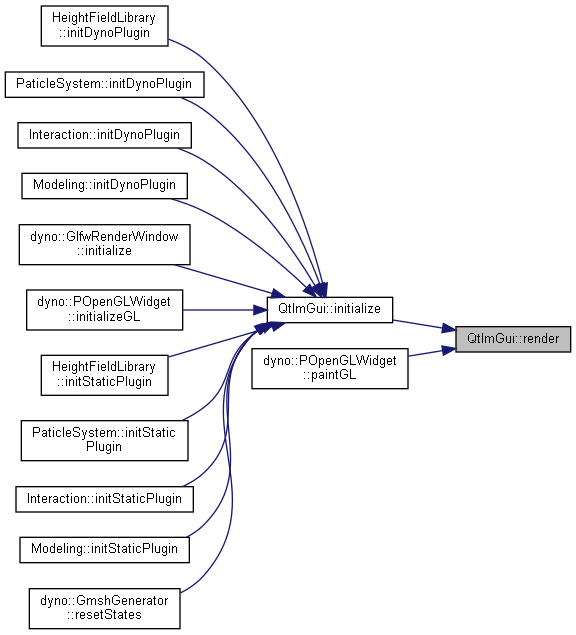 HeightFieldLibrary
::initDynoPlugin
PaticleSystem::initDynoPlugin
Interaction::initDynoPlugin
Modeling::initDynoPlugin
dyno::GlfwRenderWindow
::initialize
dyno::POpenGLWidget
::initializeGL
HeightFieldLibrary
::initStaticPlugin
PaticleSystem::initStatic
Plugin
Interaction::initStaticPlugin
Modeling::initStaticPlugin
dyno::GmshGenerator
::resetStates
QtImGui::initialize
dyno::POpenGLWidget
::paintGL
QtImGui::render